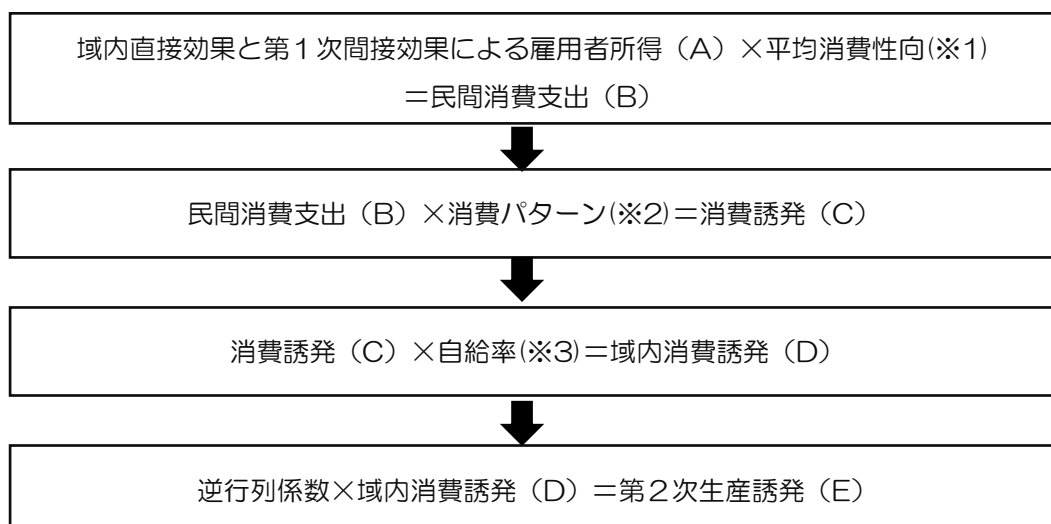 域内直接効果と第１次間接効果による雇用者所得（A）×平均消費性向(※1)
＝民間消費支出（B）
民間消費支出（B）×消費パターン(※2)＝消費誘発（C）
消費誘発（C）×自給率(※3)＝域内消費誘発（D）
逆行列係数×域内消費誘発（D）＝第２次生産誘発（E）